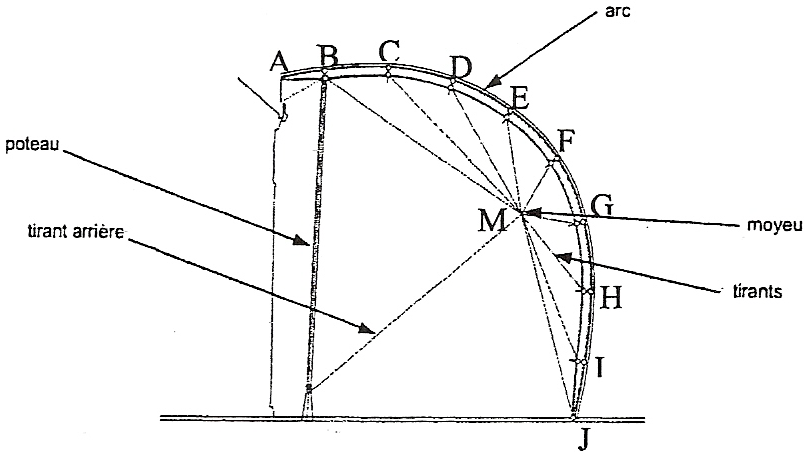 arc
A
B
C
D
E
F
poteau
tirant arrière
M
G
moyeu
tirants
H
I
J